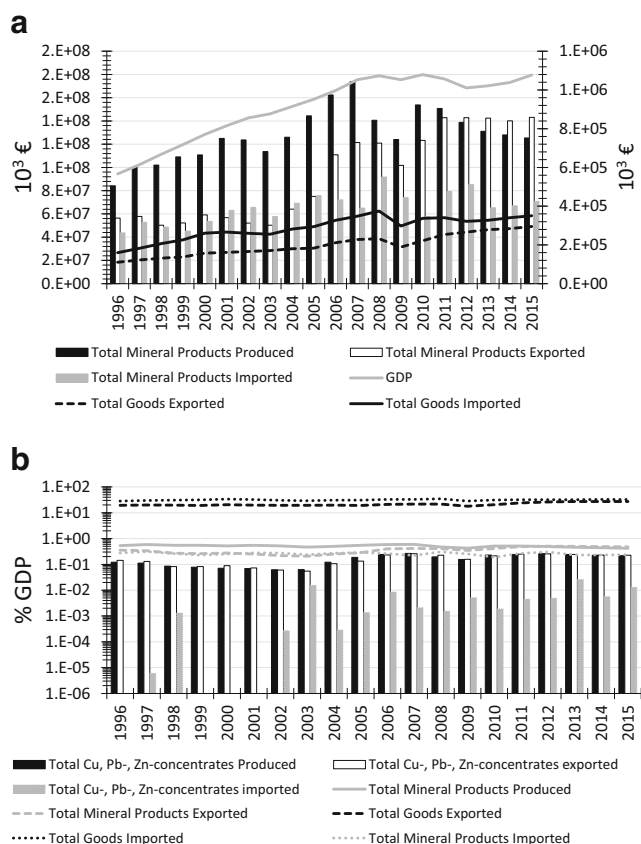 a
2.E+08
2.E+08
2.E+08
1.E+08
1.E+08
1.E+08
8.E+07
6.E+07
4.E+07
2.E+07
0.E+00
10³ €
1.E+06
1.E+06
8.E+05
6.E+05
4.E+05
2.E+05
0.E+00
10³ €
1996 1997 1998 1999 2000 2001 2002 2003 2004 2005 2006 2007 2008 2009 2010 2011 2012 2013 2014 2015
Total Mineral Products Produced Total Mineral Products Exported
Total Mineral Products Imported GDP
Total Goods Exported Total Goods Imported
b
1.E+02
1.E+01
1.E+00
1.E-01
1.E-02
1.E-03
1.E-04
1.E-05
1.E-06
% GDP
1996 1997 1998 1999 2000 2001 2002 2003 2004 2005 2006 2007 2008 2009 2010 2011 2012 2013 2014 2015
Total Cu, Pb-, Zn-concentrates Produced Total Cu-, Pb-, Zn-concentrates exported
Total Cu-, Pb-, Zn-concentrates imported Total Mineral Products Produced
Total Mineral Products Exported Total Goods Exported
Total Goods Imported Total Mineral Products Imported